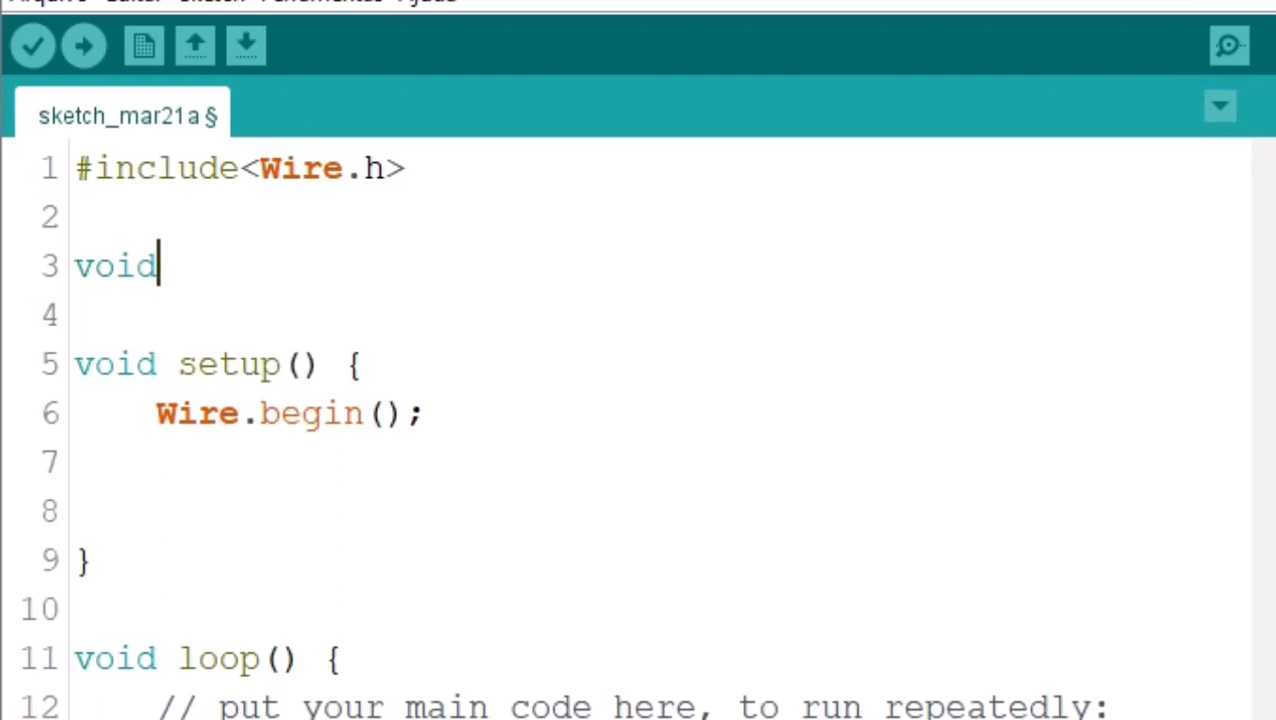 sketch_mar21a §
1 #include<Wire.h>
2
3 void
4
5 void setup() {
6 Wire.begin();
7
8
9 }
10
11 void loop() {
12 // put your main code here, to run repeatedly: